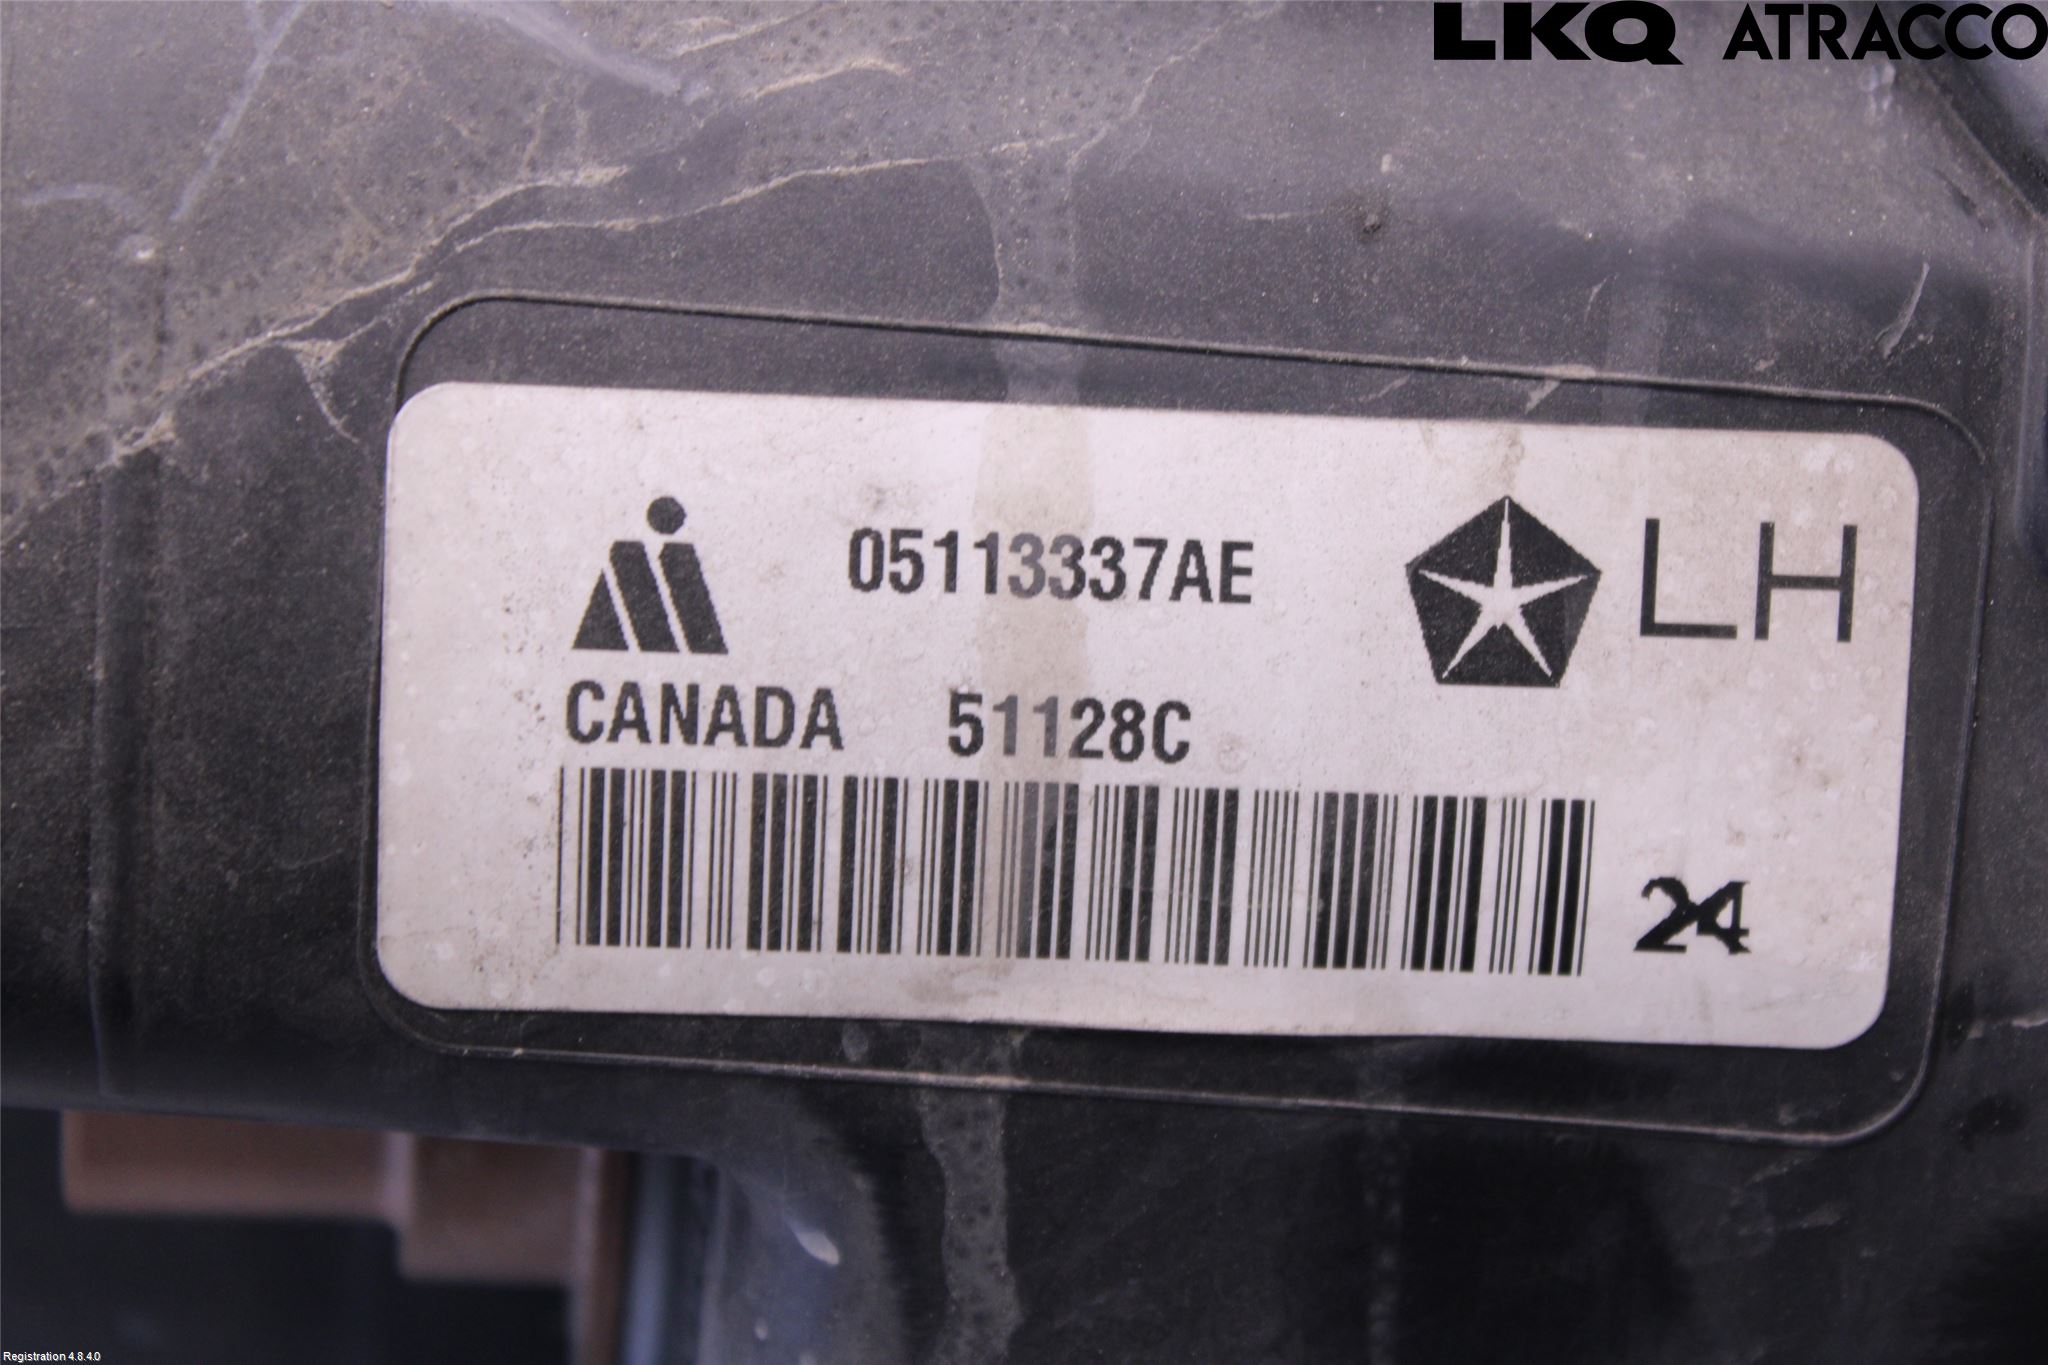 LKQ ATRACCO
05113337AE
LH
CANADA 51128C
24
Registration 4.8.4.0